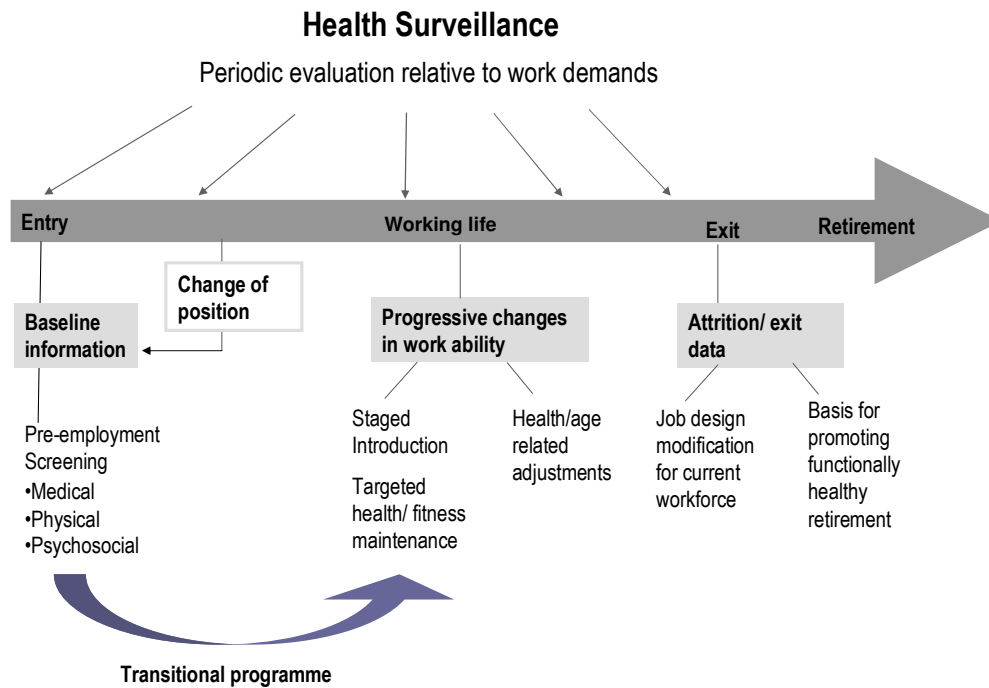 Health Surveillance
Periodic evaluation relative to work demands
Entry
Working life
Exit
Retirement
Change of
position
Baseline
information
Progressive changes
in work ability
Attrition/ exit
data
Pre-employment
Screening
•Medical
•Physical
•Psychosocial
Staged
Introduction
Targeted
health/ fitness
maintenance
Health/age
related
adjustments
Job design
modification
for current
workforce
Basis for
promoting
functionally
healthy
retirement
Transitional programme